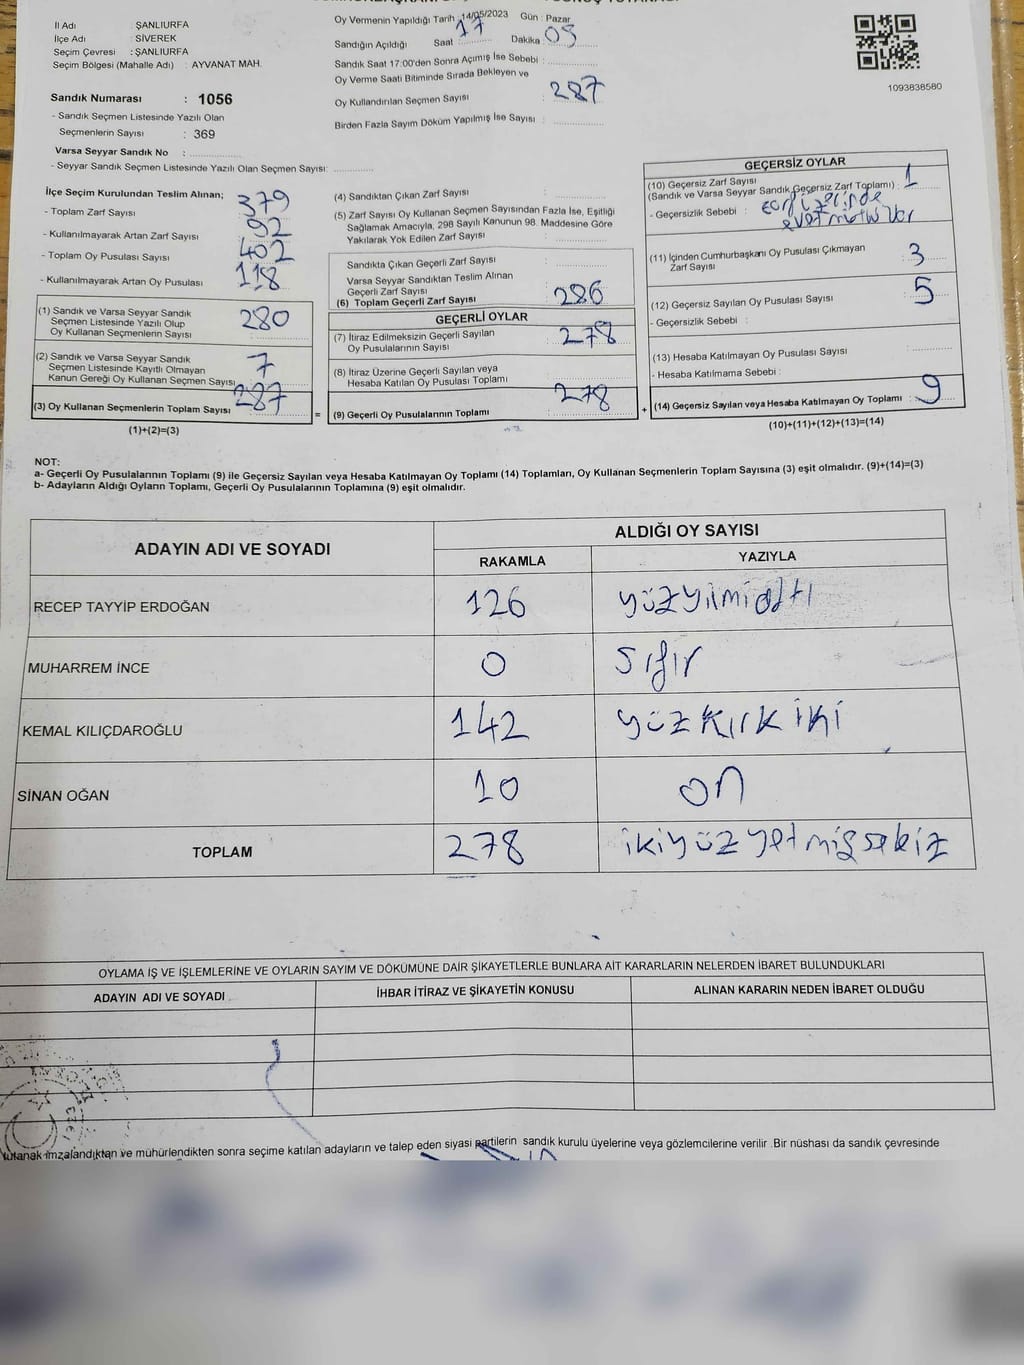 İl Adı : ŞANLIURFA
İlçe Adı : SİVEREK
Seçim Çevresi : ŞANLIURFA
Seçim Bölgesi (Mahalle Adı) : AYVANAT MAH.
Oy Vermenin Yapıldığı Tarih : 14/05/2023 Gün : Pazar
Sandığın Açıldığı Saat : 17 Dakika : 05
Sandık Saat 17:00'den Sonra Açımış İse Sebebi :
Oy Verme Saati Bitiminde Sırada Bekleyen ve
Oy Kullandırılan Seçmen Sayısı : 287
Birden Fazla Sayım Döküm Yapılmış İse Sayısı :
1093838580
Sandık Numarası : 1056
- Sandık Seçmen Listesinde Yazılı Olan
Seçmenlerin Sayısı : 369
Varsa Seyyar Sandık No :
- Seyyar Sandık Seçmen Listesinde Yazılı Olan Seçmen Sayısı:
İlçe Seçim Kurulundan Teslim Alınan;
- Toplam Zarf Sayısı 379
- Kullanılmayarak Artan Zarf Sayısı 92
- Toplam Oy Pusulası Sayısı 402
- Kullanılmayarak Artan Oy Pusulası 118
(1) Sandık ve Varsa Seyyar Sandık
Seçmen Listesinde Yazılı Olup
Oy Kullanan Seçmenlerin Sayısı 280
(2) Sandık ve Varsa Seyyar Sandık
Seçmen Listesinde Kayıtlı Olmayan
Kanun Gereği Oy Kullanan Seçmen Sayısı 7
(3) Oy Kullanan Seçmenlerin Toplam Sayısı 287
(1)+(2)=(3)
(4) Sandıktan Çıkan Zarf Sayısı :
(5) Zarf Sayısı Oy Kullanan Seçmen Sayısından Fazla İse, Eşitliği
Sağlamak Amacıyla, 298 Sayılı Kanunun 98. Maddesine Göre
Yakılarak Yok Edilen Zarf Sayısı :
Sandıkta Çıkan Geçerli Zarf Sayısı :
Varsa Seyyar Sandıktan Teslim Alınan
Geçerli Zarf Sayısı :
(6) Toplam Geçerli Zarf Sayısı : 286
GEÇERLİ OYLAR
(7) İtiraz Edilmeksizin Geçerli Sayılan
Oy Pusulalarının Sayısı : 278
(8) İtiraz Üzerine Geçerli Sayılan veya
Hesaba Katılan Oy Pusulası Toplamı :
= (9) Geçerli Oy Pusulalarının Toplamı : 278
GEÇERSİZ OYLAR
(10) Geçersiz Zarf Sayısı
(Sandık ve Varsa Seyyar Sandık Geçersiz Zarf Toplamı) : 1
- Geçersizlik Sebebi : zarf üzerinde
evet mührü var
(11) İçinden Cumhurbaşkanı Oy Pusulası Çıkmayan
Zarf Sayısı : 3
(12) Geçersiz Sayılan Oy Pusulası Sayısı : 5
- Geçersizlik Sebebi :
(13) Hesaba Katılmayan Oy Pusulası Sayısı :
- Hesaba Katılmama Sebebi :
+ (14) Geçersiz Sayılan veya Hesaba Katılmayan Oy Toplamı : 9
(10)+(11)+(12)+(13)=(14)
NOT:
a- Geçerli Oy Pusulalarının Toplamı (9) ile Geçersiz Sayılan veya Hesaba Katılmayan Oy Toplamı (14) Toplamları, Oy Kullanan Seçmenlerin Toplam Sayısına (3) eşit olmalıdır. (9)+(14)=(3)
b- Adayların Aldığı Oyların Toplamı, Geçerli Oy Pusulalarının Toplamına (9) eşit olmalıdır.
ADAYIN ADI VE SOYADI ALDIĞI OY SAYISI
RAKAMLA YAZIYLA
RECEP TAYYİP ERDOĞAN 126 yüzyılmialtı
MUHARREM İNCE 0 sıfır
KEMAL KILIÇDAROĞLU 142 yüzkırkiki
SİNAN OĞAN 10 on
TOPLAM 278 ikiyüzyetmişsekiz
OYLAMA İŞ VE İŞLEMLERİNE VE OYLARIN SAYIM VE DÖKÜMÜNE DAİR ŞİKAYETLERLE BUNLARA AİT KARARLARIN NELERDEN İBARET BULUNDUKLARI
ADAYIN ADI VE SOYADI İHBAR İTİRAZ VE ŞİKAYETİN KONUSU ALINAN KARARIN NEDEN İBARET OLDUĞU
tutanak imzalandıktan ve mühürlendikten sonra seçime katılan adayların ve talep eden siyasi partilerin sandık kurulu üyelerine veya gözlemcilerine verilir .Bir nüshası da sandık çevresinde